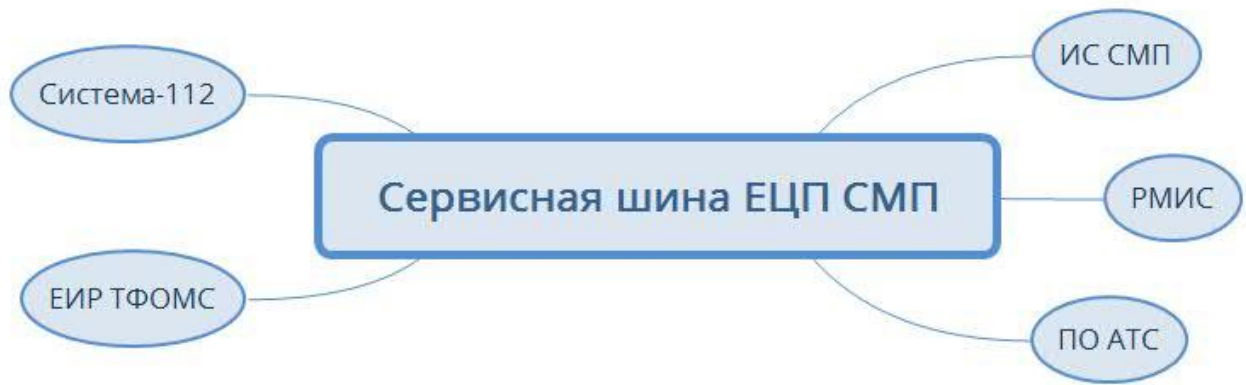 Система-112
ИС СМП
Сервисная шина ЕЦП СМП
РМИС
ЕИР ТФОМС
ПО АТС